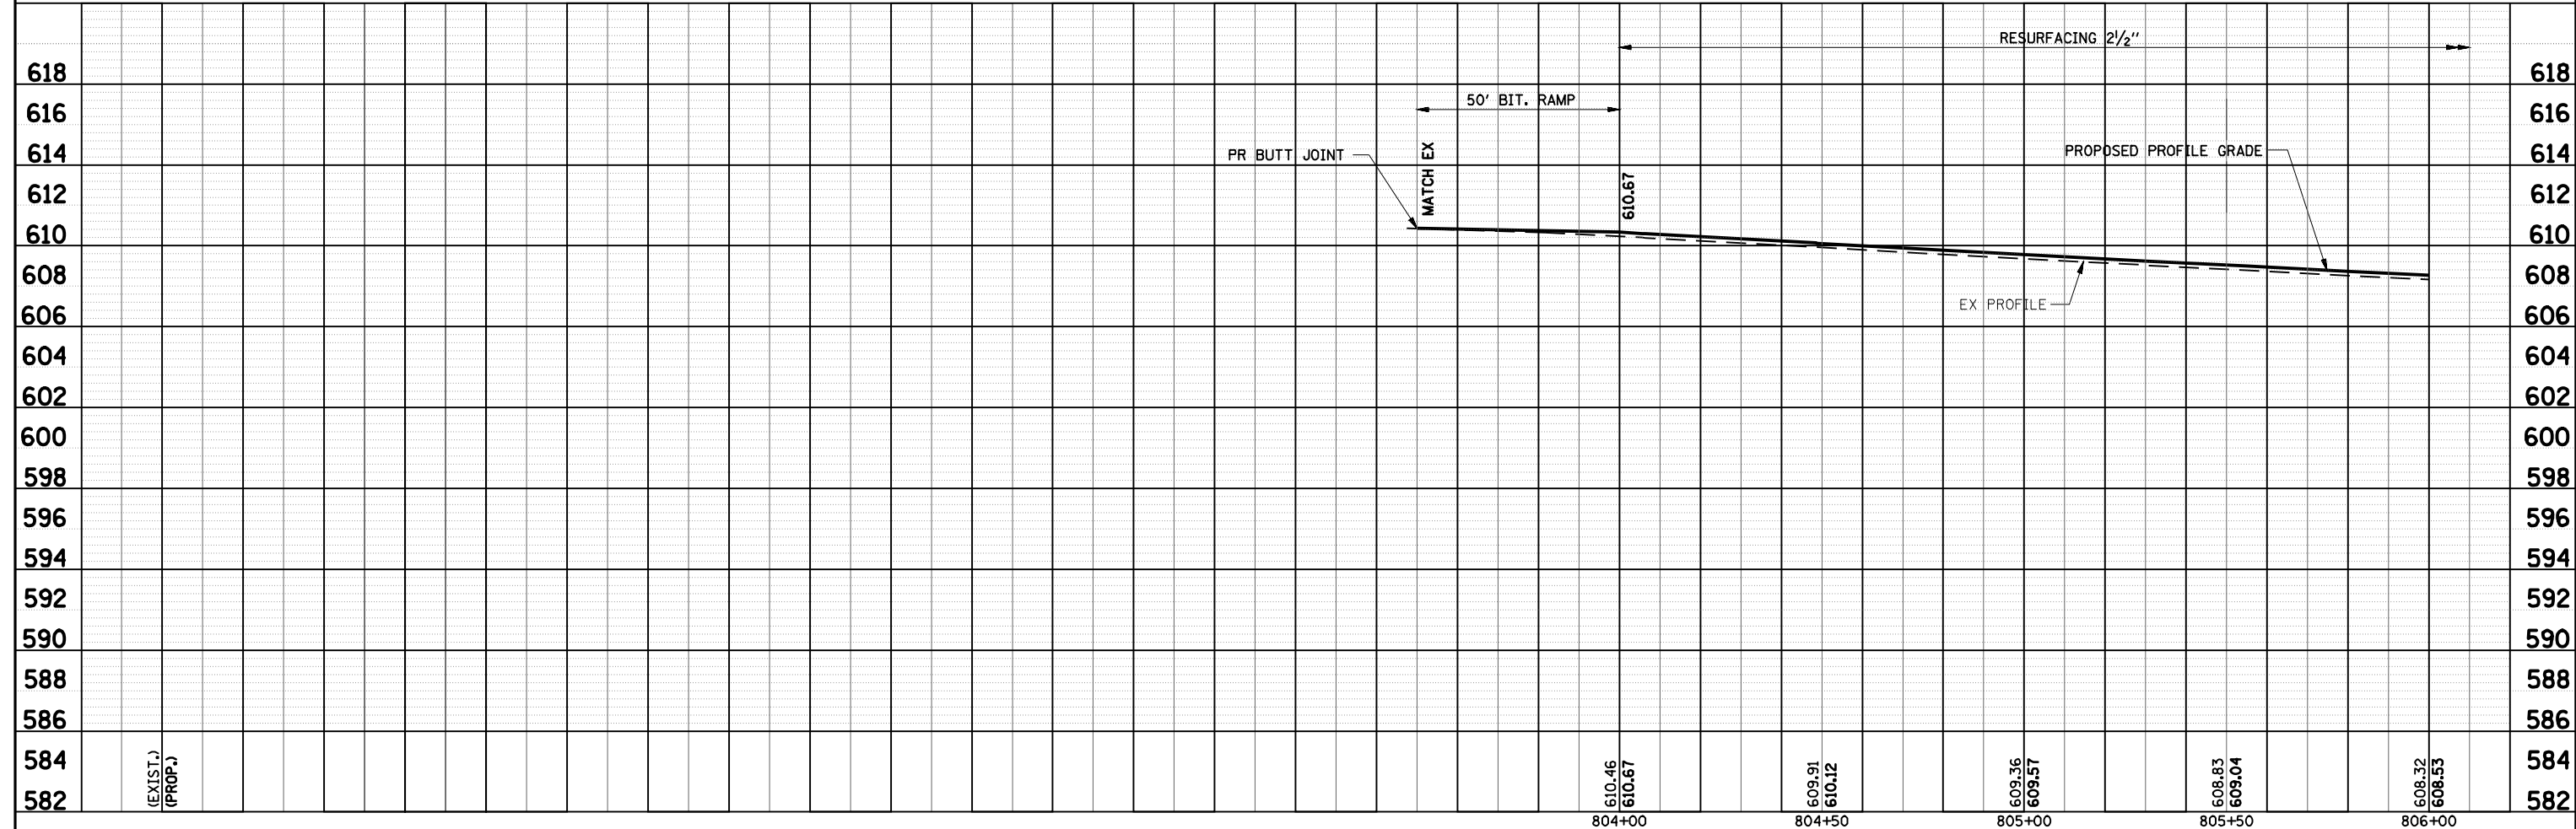 RESURFACING 2½"
618 618
50' BIT. RAMP
616 616
PR BUTT JOINT MATCH EX PROPOSED PROFILE GRADE
614 614
612 610.67 612
610 610
608 608
EX PROFILE
606 606
604 604
602 602
600 600
598 598
596 596
594 594
592 592
590 590
588 588
586 586
584 584
(EXIST.) 610.46 609.91 609.36 608.83 608.32
(PROP.) 610.67 610.12 609.57 609.04 608.53
582 582
804+00 804+50 805+00 805+50 806+00